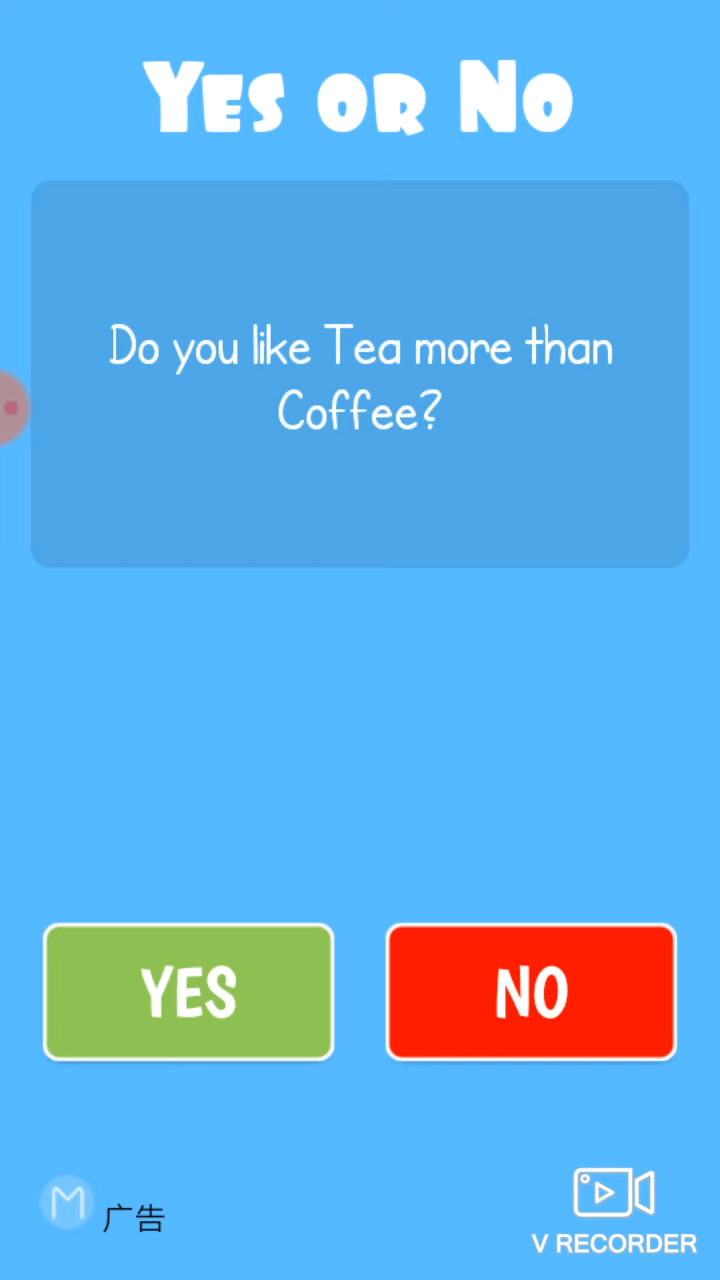 Yes or No
Do you like Tea more than
Coffee?
YES
NO
M 广告
V RECORDER